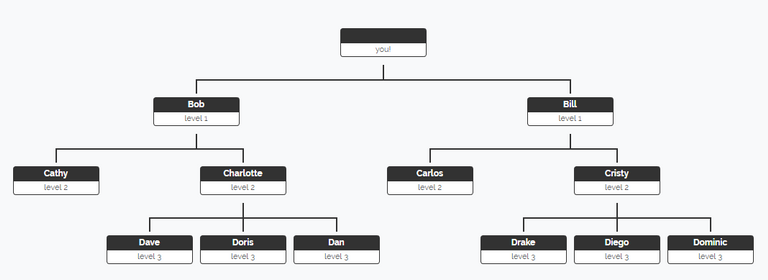 you!
Bob
level 1
Bill
level 1
Cathy
level 2
Charlotte
level 2
Carlos
level 2
Cristy
level 2
Dave
level 3
Doris
level 3
Dan
level 3
Drake
level 3
Diego
level 3
Dominic
level 3